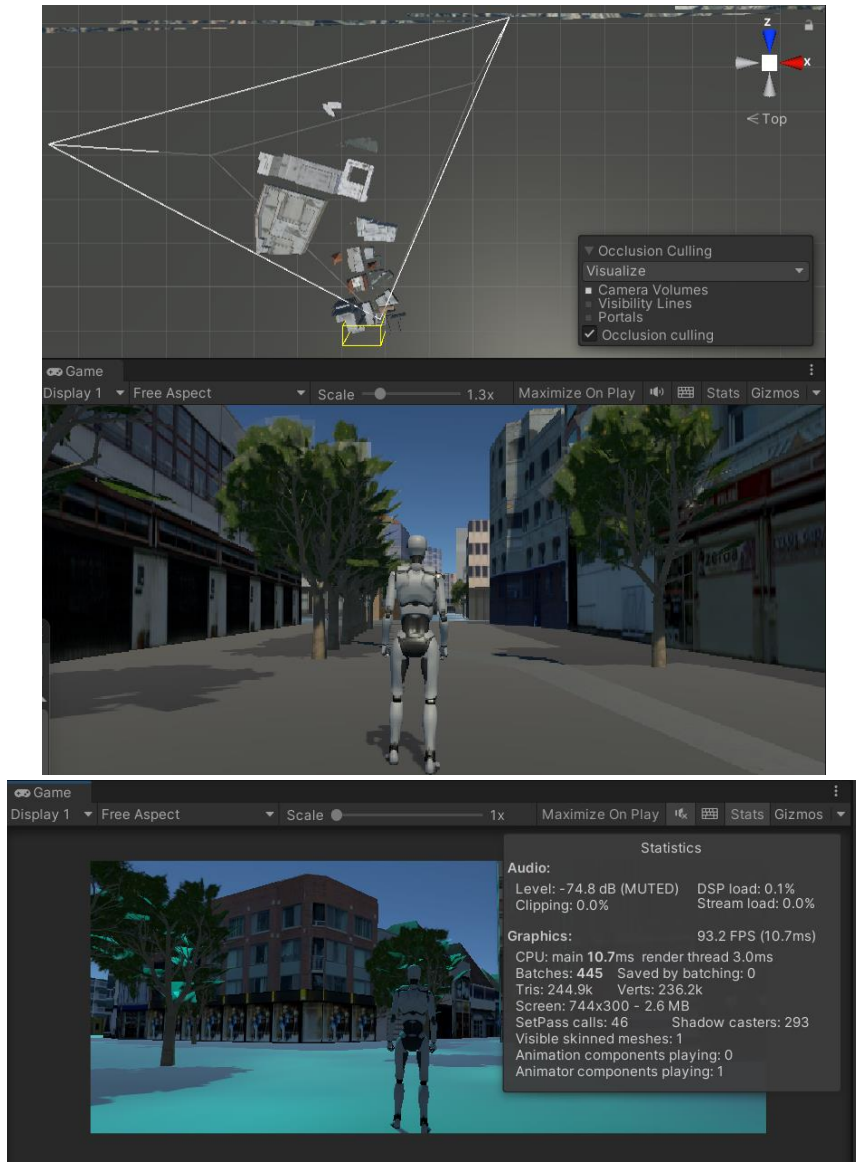 z
x
< Top
Occlusion Culling
Visualize
Camera Volumes
Visibility Lines
Portals
Occlusion culling
Game
Display 1 Free Aspect Scale 1.3x Maximize On Play Stats Gizmos
Game
Display 1 Free Aspect Scale 1x Maximize On Play Stats Gizmos
Statistics
Audio:
Level: -74.8 dB (MUTED) DSP load: 0.1%
Clipping: 0.0% Stream load: 0.0%
Graphics: 93.2 FPS (10.7ms)
CPU: main 10.7ms render thread 3.0ms
Batches: 445 Saved by batching: 0
Tris: 244.9k Verts: 236.2k
Screen: 744x300 - 2.6 MB
SetPass calls: 46 Shadow casters: 293
Visible skinned meshes: 1
Animation components playing: 0
Animator components playing: 1